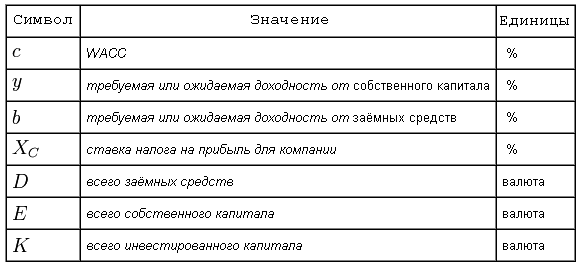 Символ Значение Единицы
c WACC %
y требуемая или ожидаемая доходность от собственного капитала %
b требуемая или ожидаемая доходность от заёмных средств %
X_C ставка налога на прибыль для компании %
D всего заёмных средств валюта
E всего собственного капитала валюта
K всего инвестированного капитала валюта